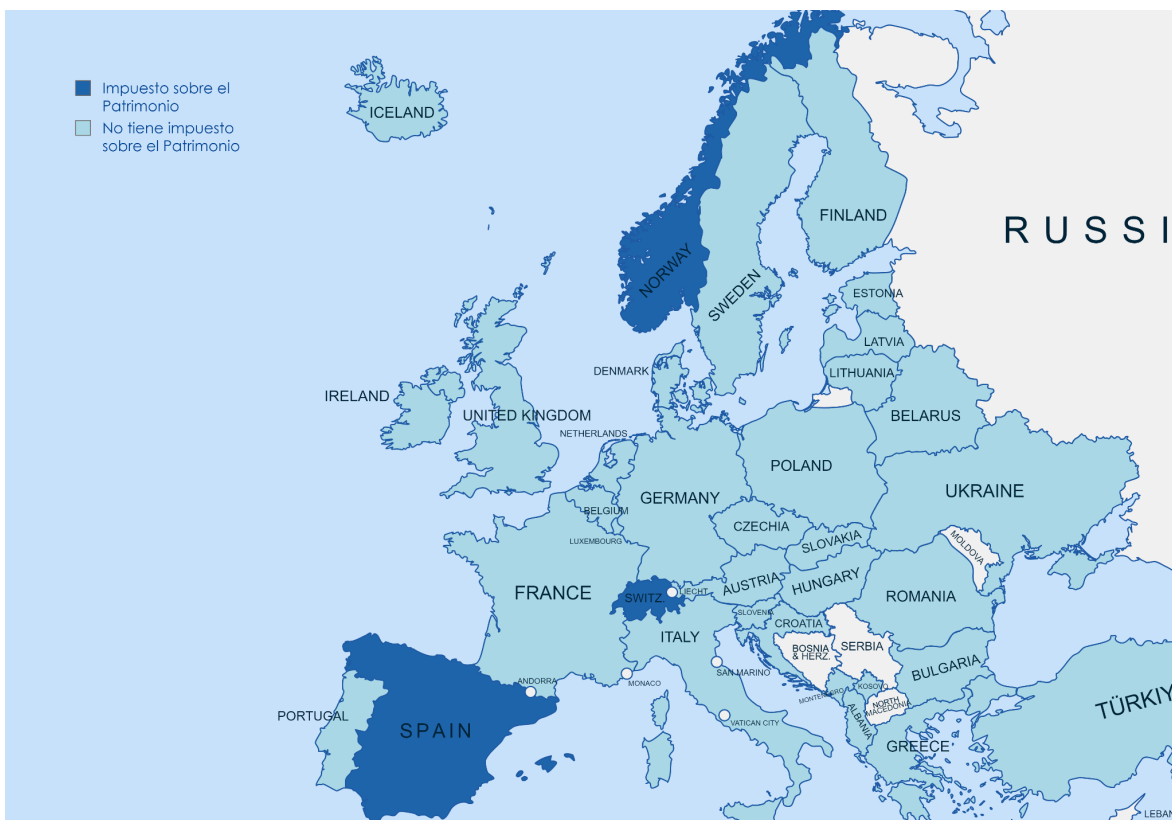 Impuesto sobre el
Patrimonio
No tiene impuesto
sobre el Patrimonio
ICELAND
RUSSI
FINLAND
NORWAY
SWEDEN
ESTONIA
LATVIA
LITHUANIA
DENMARK
IRELAND
UNITED KINGDOM
BELARUS
NETHERLANDS
POLAND
GERMANY
UKRAINE
BELGIUM
CZECHIA
LUXEMBOURG
SLOVAKIA
MOLDOVA
FRANCE
SWITZ.
LIECHT
AUSTRIA
HUNGARY
ROMANIA
SLOVENIA
CROATIA
ITALY
BOSNIA
& HERZ.
SERBIA
SAN MARINO
BULGARIA
ANDORRA
MONACO
KOSOVO
MONTENEGRO
NORTH
MACEDONIA
ALBANIA
PORTUGAL
SPAIN
VATICAN CITY
TÜRKIY
GREECE
LEBAN